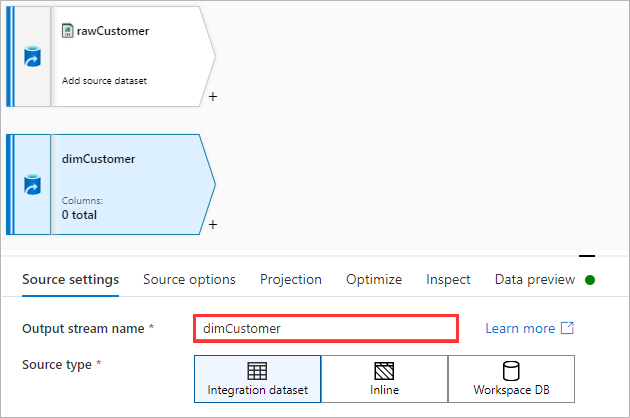 rawCustomer
Add source dataset
+
dimCustomer
Columns:
0 total
+
Source settings Source options Projection Optimize Inspect Data preview
Output stream name * dimCustomer Learn more
Source type * Integration dataset Inline Workspace DB